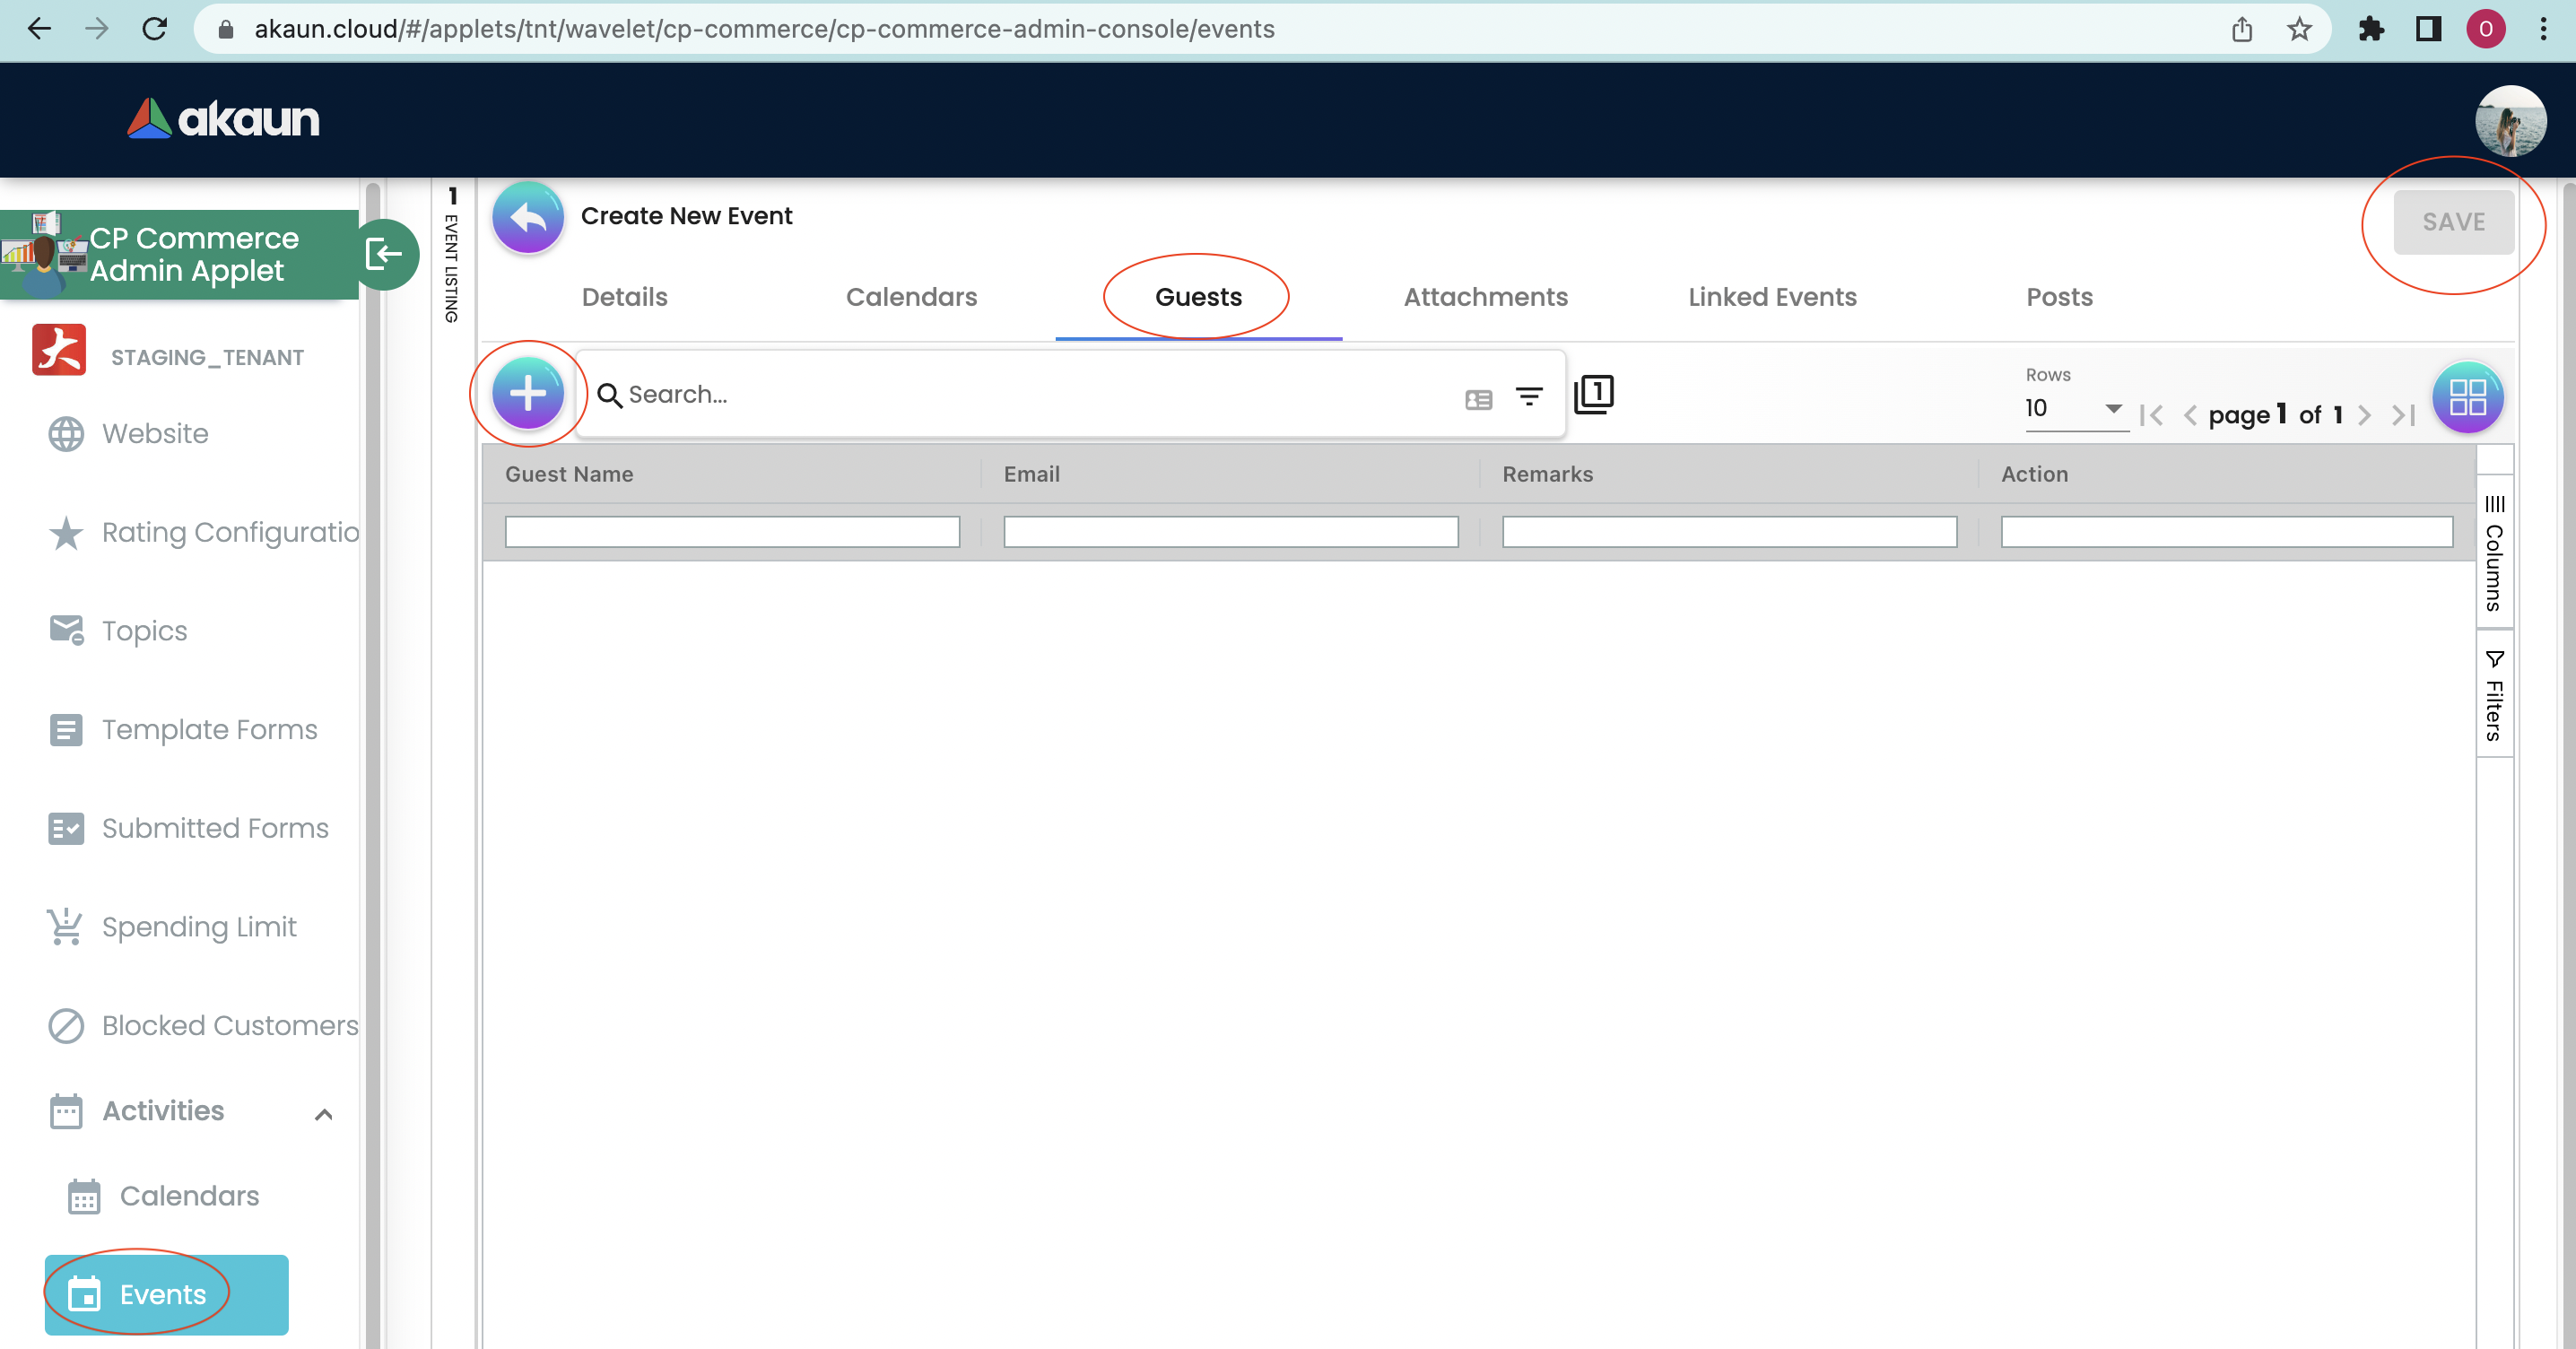 akaun.cloud/#/applets/tnt/wavelet/cp-commerce/cp-commerce-admin-console/events
O
akaun
CP Commerce
Admin Applet
STAGING_TENANT
Website
Rating Configuratio
Topics
Template Forms
Submitted Forms
Spending Limit
Blocked Customers
Activities
Calendars
Events
1 EVENT LISTING
Create New Event
SAVE
Details Calendars Guests Attachments Linked Events Posts
Search...
1
Rows
10
page 1 of 1
Guest Name Email Remarks Action
Columns
Filters